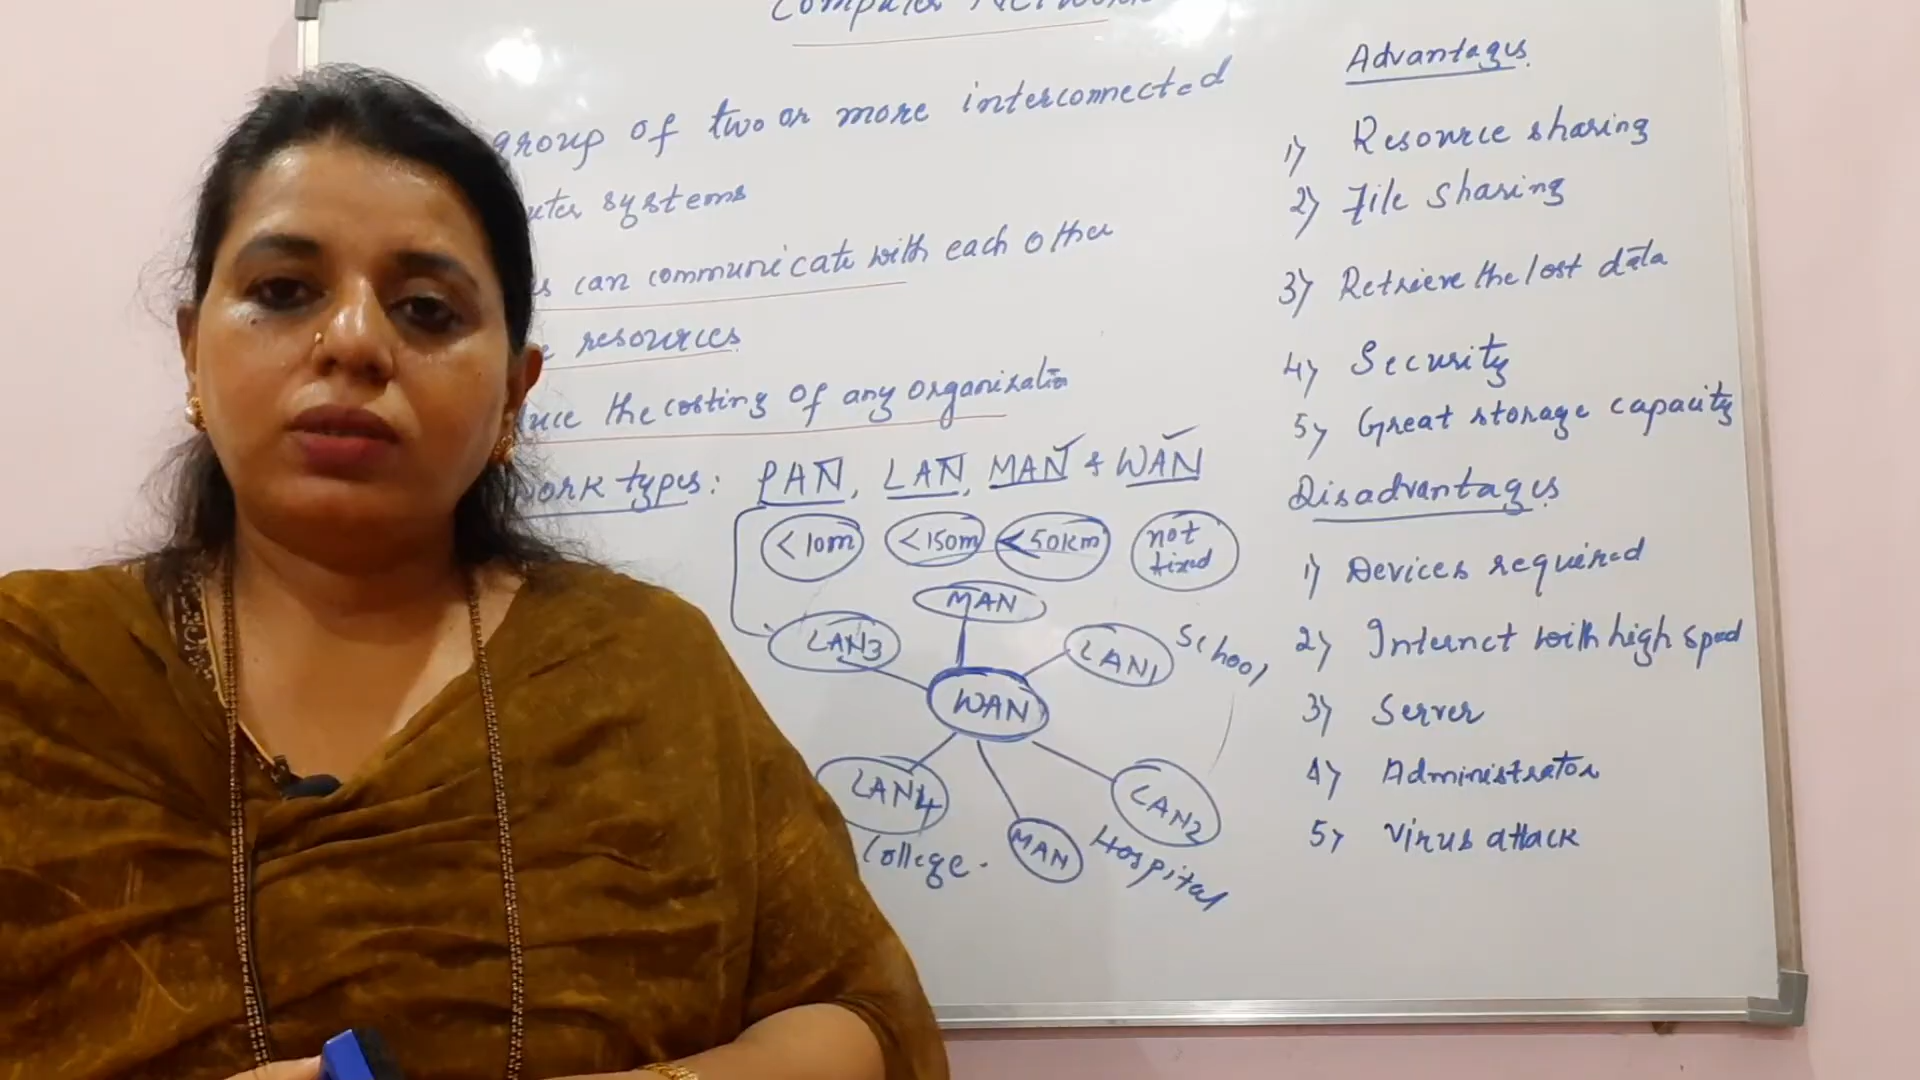 Computer Network
group of two or more interconnected
systems
can communicate with each other
resources
the costing of any organization
types: PAN, LAN, MAN & WAN
<10m <150m <50km not fixed
MAN
LAN3
LAN1 School
WAN
LAN4
College.
MAN
LAN2
Hospital
Advantages
1) Resource sharing
2) File sharing
3) Retrieve the lost data
4) Security
5) Great storage capacity
Disadvantages
1) Devices required
2) Internet with high speed
3) Server
4) Administrator
5) Virus attack